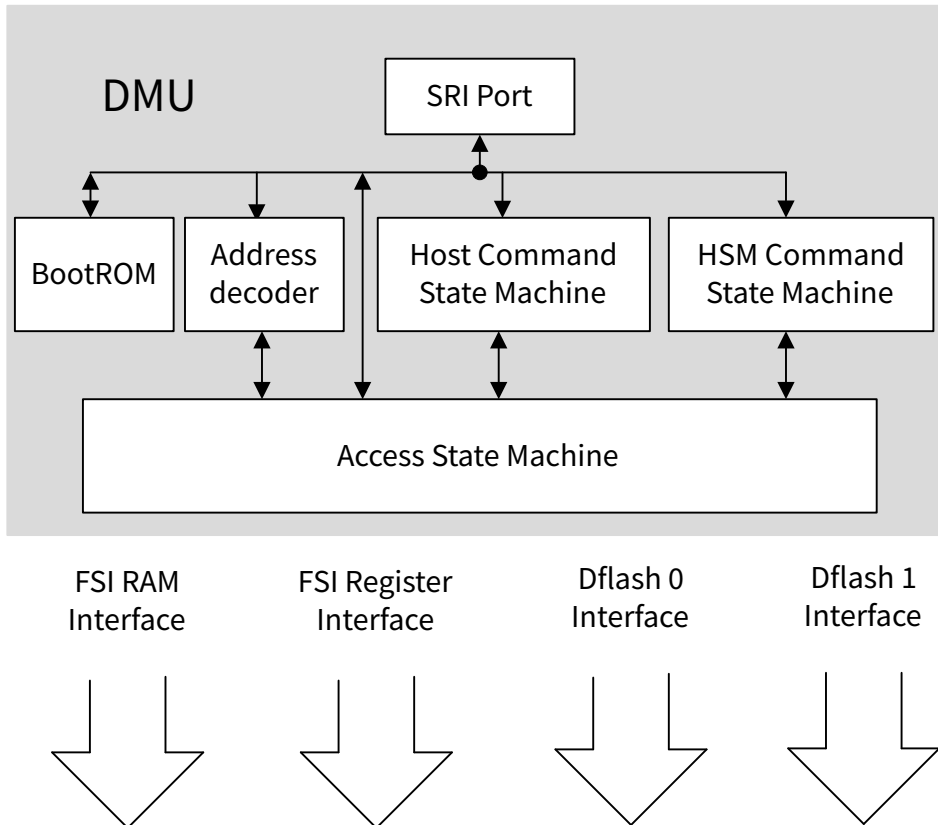 DMU
SRI Port
BootROM
Address
decoder
Host Command
State Machine
HSM Command
State Machine
Access State Machine
FSI RAM
Interface
FSI Register
Interface
Dflash 0
Interface
Dflash 1
Interface